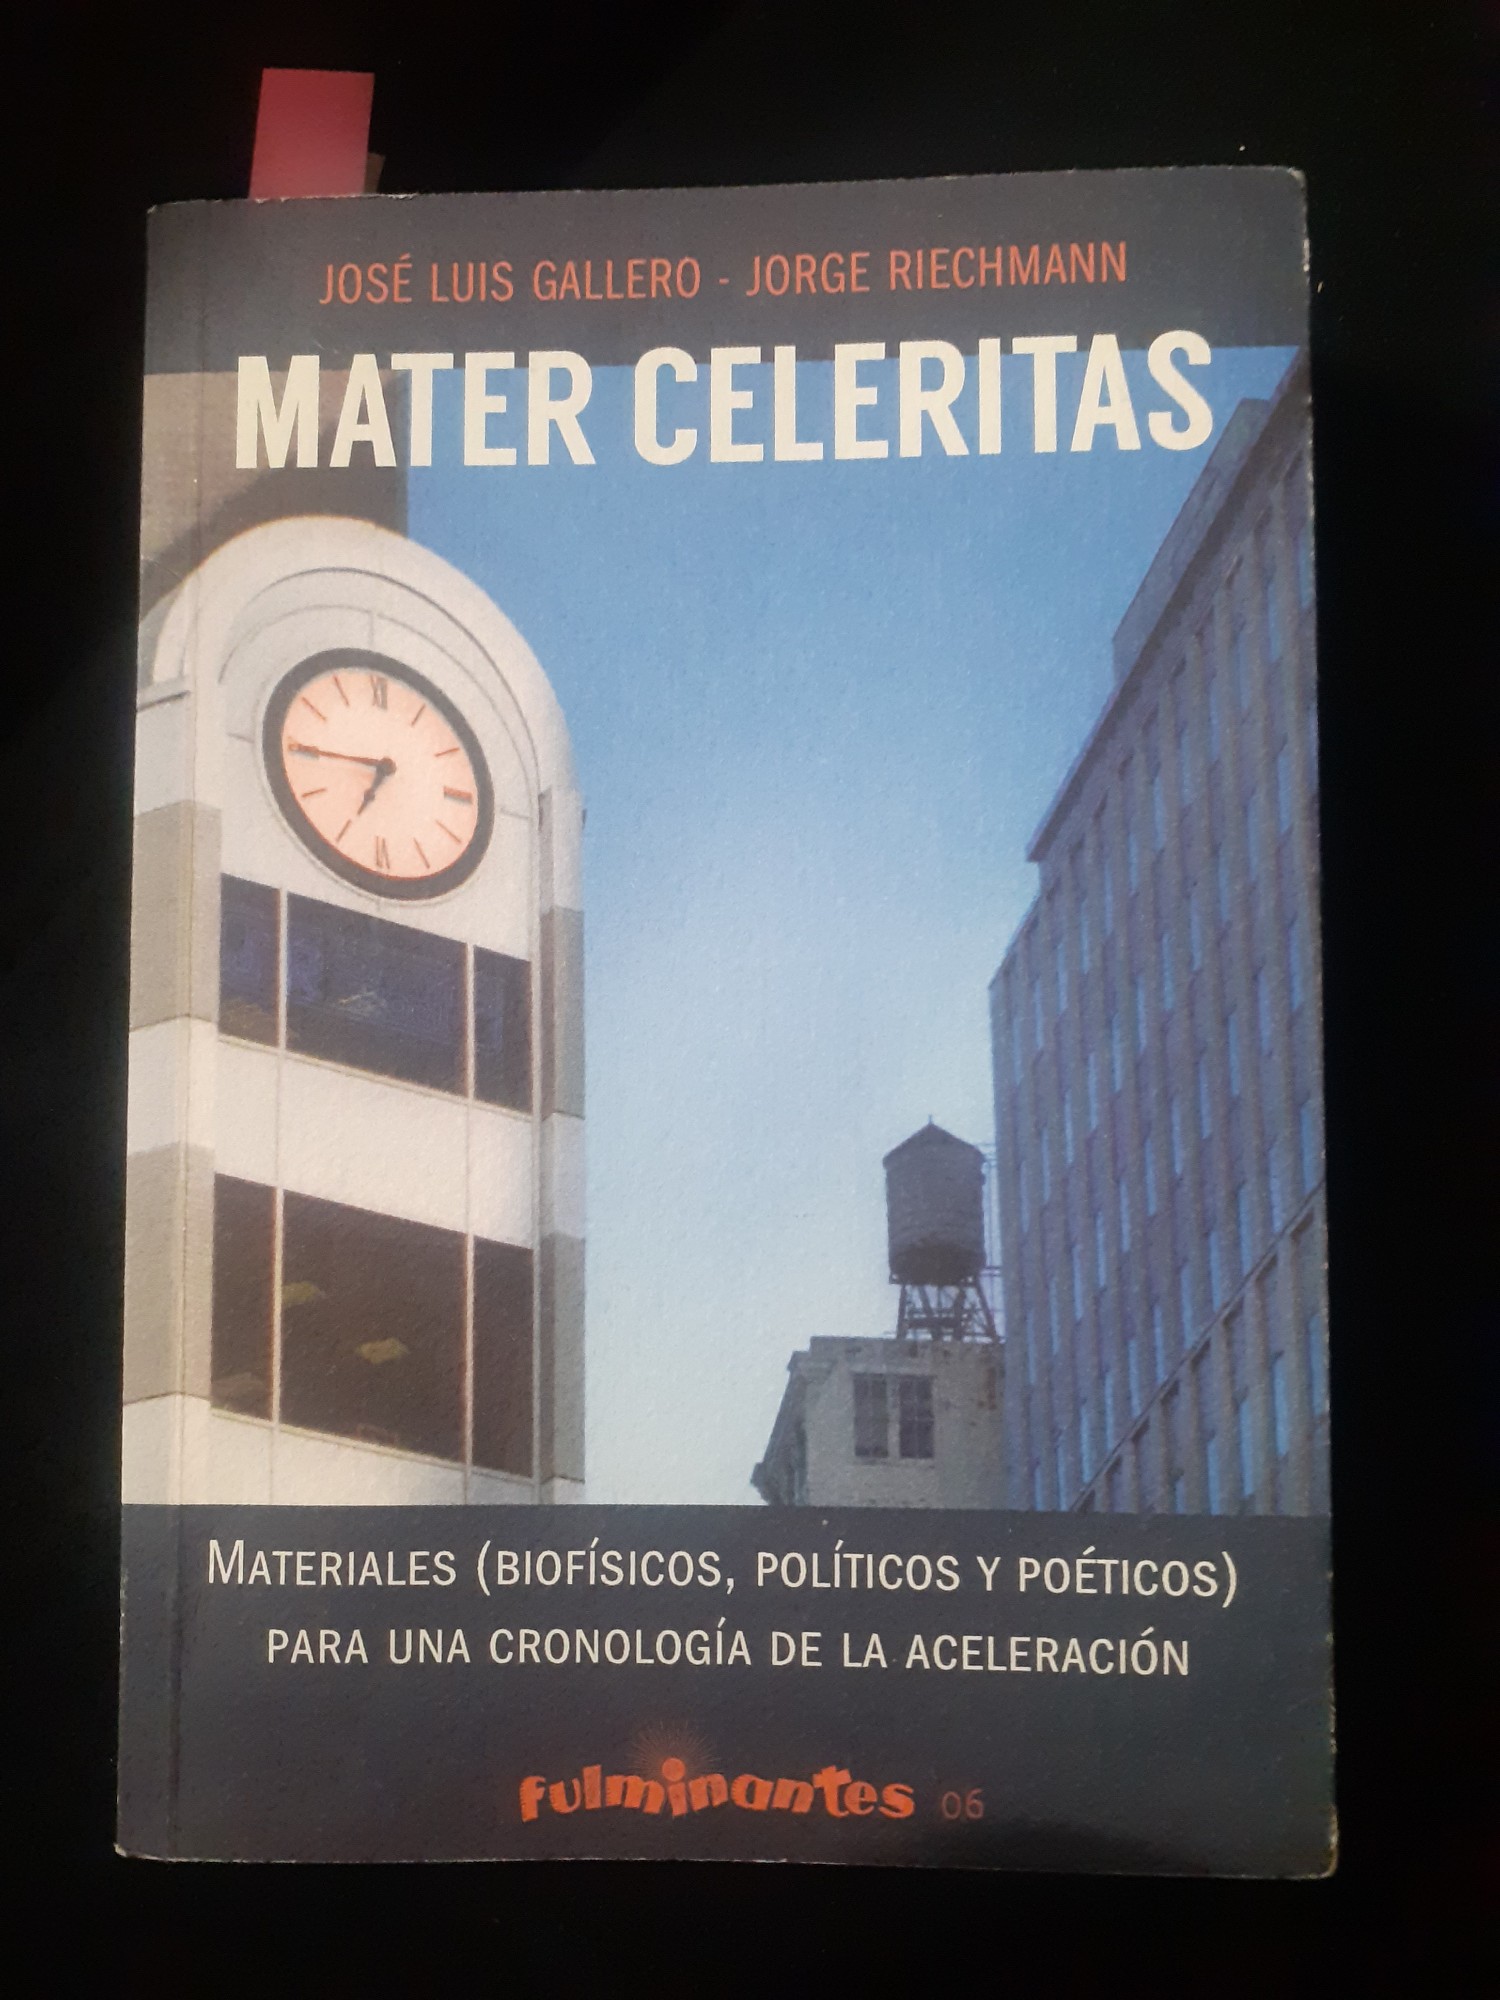 JOSÉ LUIS GALLERO - JORGE RIECHMANN
MATER CELERITAS
MATERIALES (BIOFÍSICOS, POLÍTICOS Y POÉTICOS)
PARA UNA CRONOLOGÍA DE LA ACELERACIÓN
fulminantes 06